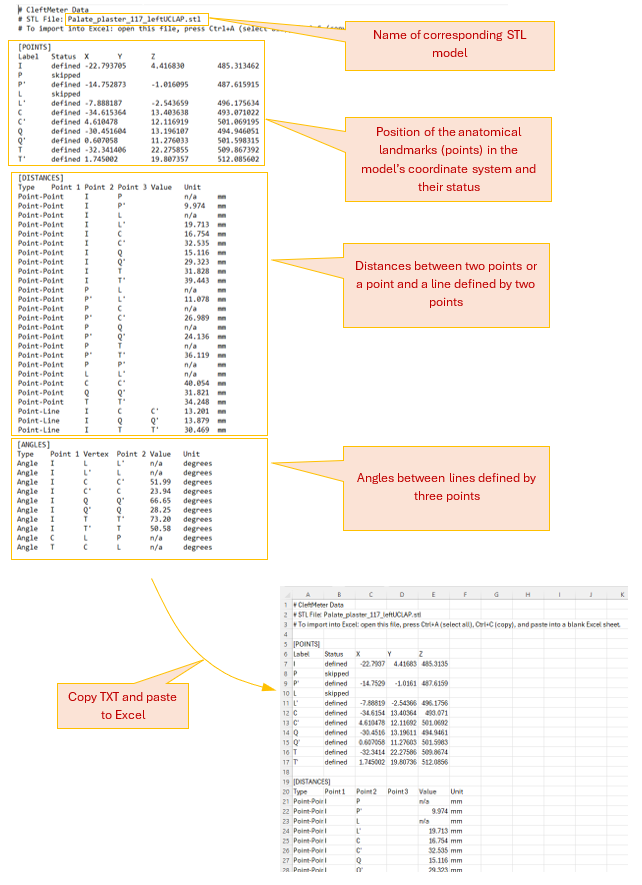 # CleftMeter Data
# STL File: Palate_plaster_117_leftUCLAP.stl
# To import into Excel: open this file, press Ctrl+A (select
Name of corresponding STL
model
[POINTS]
Label Status X Y Z
I defined -22.793705 4.416830 485.313462
P skipped
P' defined -14.752873 -1.016095 487.615915
L skipped
L' defined -7.888187 -2.543659 496.175634
C defined -34.615364 13.403638 493.071022
C' defined 4.610478 12.116919 501.069195
Q defined -30.451604 13.196107 494.946051
Q' defined 0.607058 11.276033 501.598315
T defined -32.341406 22.275855 509.867392
T' defined 1.745002 19.807357 512.085602
Position of the anatomical
landmarks (points) in the
model's coordinate system and
their status
[DISTANCES]
Type Point 1 Point 2 Point 3 Value Unit
Point-Point I P n/a mm
Point-Point I P' 9.974 mm
Point-Point I L n/a mm
Point-Point I L' 19.713 mm
Point-Point I C 16.754 mm
Point-Point I C' 32.535 mm
Point-Point I Q 15.116 mm
Point-Point I Q' 29.323 mm
Point-Point I T 31.828 mm
Point-Point I T' 39.443 mm
Point-Point P L n/a mm
Point-Point P' L' 11.078 mm
Point-Point P C n/a mm
Point-Point P' C' 26.989 mm
Point-Point P Q n/a mm
Point-Point P' Q' 24.136 mm
Point-Point P T n/a mm
Point-Point P' T' 36.119 mm
Point-Point P P' n/a mm
Point-Point L L' n/a mm
Point-Point C C' 40.054 mm
Point-Point Q Q' 31.821 mm
Point-Point T T' 34.248 mm
Point-Line I C C' 13.201 mm
Point-Line I Q Q' 13.879 mm
Point-Line I T T' 30.469 mm
Distances between two points or
a point and a line defined by two
points
[ANGLES]
Type Point 1 Vertex Point 2 Value Unit
Angle I L L' n/a degrees
Angle I L' L n/a degrees
Angle I C C' 51.99 degrees
Angle I C' C 23.94 degrees
Angle I Q Q' 66.65 degrees
Angle I Q' Q 28.25 degrees
Angle I T T' 73.20 degrees
Angle I T' T 50.58 degrees
Angle C L P n/a degrees
Angle T C L n/a degrees
Angles between lines defined by
three points
Copy TXT and paste
to Excel
A B C D E F G H I J K
1 # CleftMeter Data
2 # STL File: Palate_plaster_117_leftUCLAP.stl
3 # To import into Excel: open this file, press Ctrl+A (select all), Ctrl+C (copy), and paste into a blank Excel sheet.
4
5 [POINTS]
6 Label Status X Y Z
7 I defined -22.7937 4.41683 485.3135
8 P skipped
9 P' defined -14.7529 -1.0161 487.6159
10 L skipped
11 L' defined -7.88819 -2.54366 496.1756
12 C defined -34.6154 13.40364 493.071
13 C' defined 4.610478 12.11692 501.0692
14 Q defined -30.4516 13.19611 494.9461
15 Q' defined 0.607058 11.27603 501.5983
16 T defined -32.3414 22.27586 509.8674
17 T' defined 1.745002 19.80736 512.0856
18
19 [DISTANCES]
20 Type Point 1 Point 2 Point 3 Value Unit
21 Point-Poir I P n/a mm
22 Point-Poir I P' 9.974 mm
23 Point-Poir I L n/a mm
24 Point-Poir I L' 19.713 mm
25 Point-Poir I C 16.754 mm
26 Point-Poir I C' 32.535 mm
27 Point-Poir I Q 15.116 mm
28 Point-Poir I Q' 29.323 mm